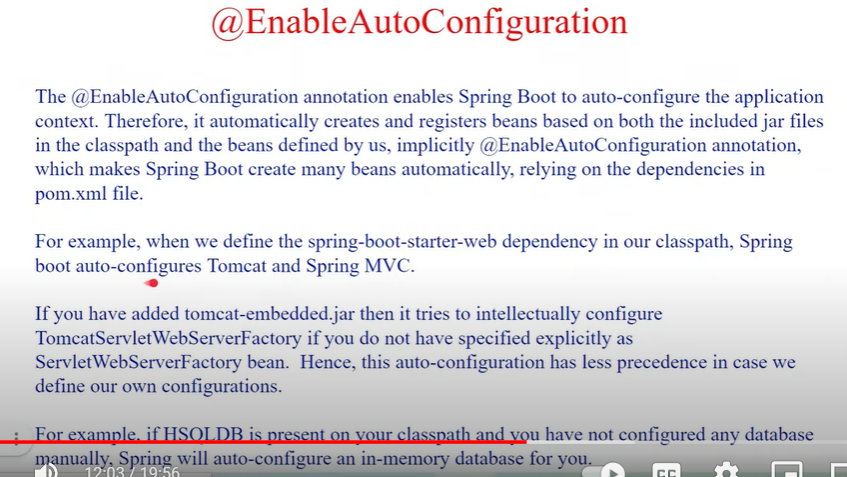 @EnableAutoConfiguration
The @EnableAutoConfiguration annotation enables Spring Boot to auto-configure the application
context. Therefore, it automatically creates and registers beans based on both the included jar files
in the classpath and the beans defined by us, implicitly @EnableAutoConfiguration annotation,
which makes Spring Boot create many beans automatically, relying on the dependencies in
pom.xml file.
For example, when we define the spring-boot-starter-web dependency in our classpath, Spring
boot auto-configures Tomcat and Spring MVC.
If you have added tomcat-embedded.jar then it tries to intellectually configure
TomcatServletWebServerFactory if you do not have specified explicitly as
ServletWebServerFactory bean. Hence, this auto-configuration has less precedence in case we
define our own configurations.
For example, if HSQLDB is present on your classpath and you have not configured any database
manually, Spring will auto-configure an in-memory database for you.
12:03 / 19:56
CC